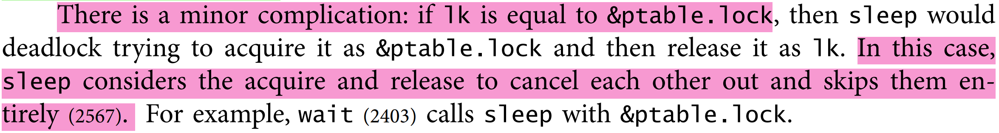 There is a minor complication: if lk is equal to &ptable.lock, then sleep would
deadlock trying to acquire it as &ptable.lock and then release it as lk. In this case,
sleep considers the acquire and release to cancel each other out and skips them en-
tirely (2567). For example, wait (2403) calls sleep with &ptable.lock.